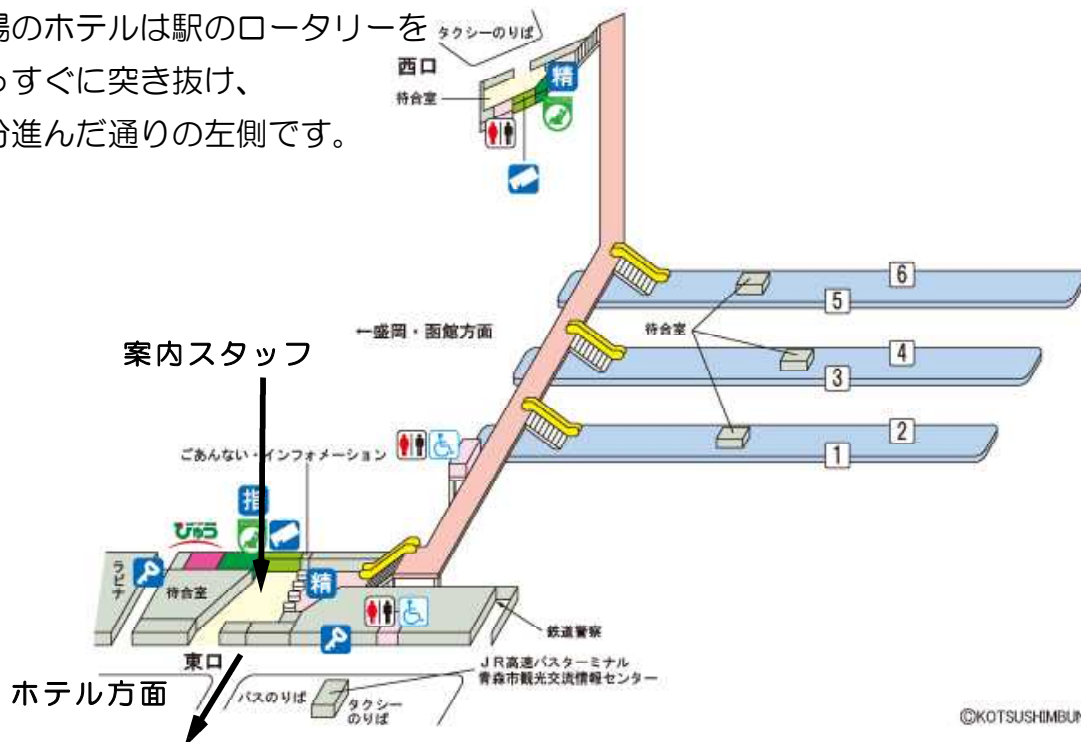 場のホテルは駅のロータリーを
っすぐに突き抜け、
分進んだ通りの左側です。
タクシーのりば
西口
精
待合室
6
5
←盛岡・函館方面
待合室
案内スタッフ
4
3
2
1
ごあんない・インフォメーション
指
びゅう
ラビナ
待合室
精
鉄道警察
東口
JR高速バスターミナル
青森市観光交流情報センター
ホテル方面
バスのりば
タクシー
のりば
©KOTSUSHIMBUN